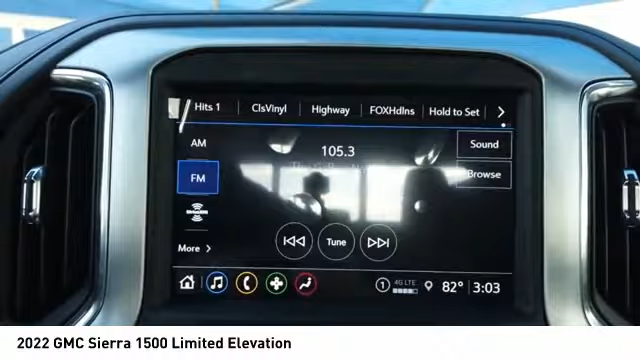 Hits 1 ClsVinyl Highway FOXHdlns Hold to Set
AM
105.3
Sound
FM
Browse
More
Tune
1 4G LTE 82° 3:03
2022 GMC Sierra 1500 Limited Elevation